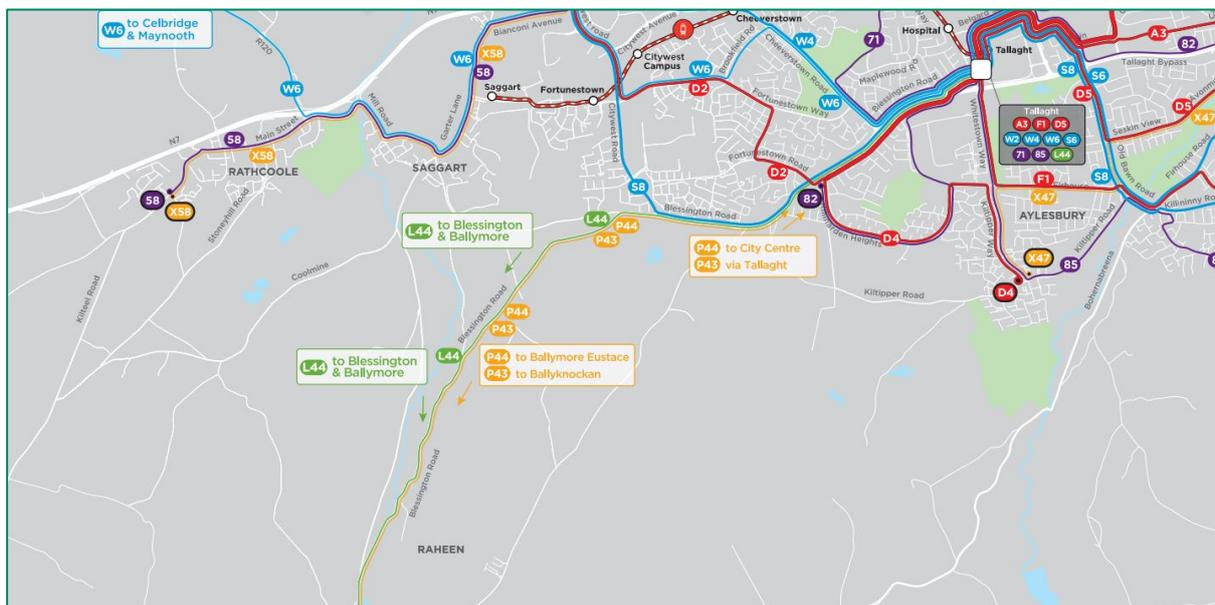 W6 to Celbridge
& Maynooth
R120
W6
N7
Bianconi Avenue
W6
X58
58
Garter Lane
Saggart
Fortunestown
Citywest
Campus
Citywest Avenue
Cheeverstown
Brookfield Rd
W6
D2
Cheeverstown Road
W4
W6
71
Hospital
Maplewood Rd
Blessington Road
Belgard
Tallaght
A3
82
Tallaght Bypass
S8
S6
D5
D5
Avonmore
X47
Seskin View
Tallaght
A3 F1 D5
W2 W4 W6 S6
71 85 L44
Whitestown Way
Firhouse Road
Old Bawn Road
S8
F1
X47
Killininny Ro
AYLESBURY
Kiltipper Road
Kiltipper Way
X47
85
D4
Bohernabreena
Kiltipper Road
Fortunestown Way
Fortunestown Road
D2
82
D4
Heights
Citywest Road
S8
Blessington Road
N7
58
Main Street
Mill Road
X58
RATHCOOLE
SAGGART
58
X58
Stoneyhill Road
Kilteel Road
Coolmine
L44 to Blessington
& Ballymore
L44
P44
P43
P44 to City Centre
P43 via Tallaght
Blessington Road
P44
P43
L44
L44 to Blessington
& Ballymore
P44 to Ballymore Eustace
P43 to Ballyknockan
Blessington Road
RAHEEN